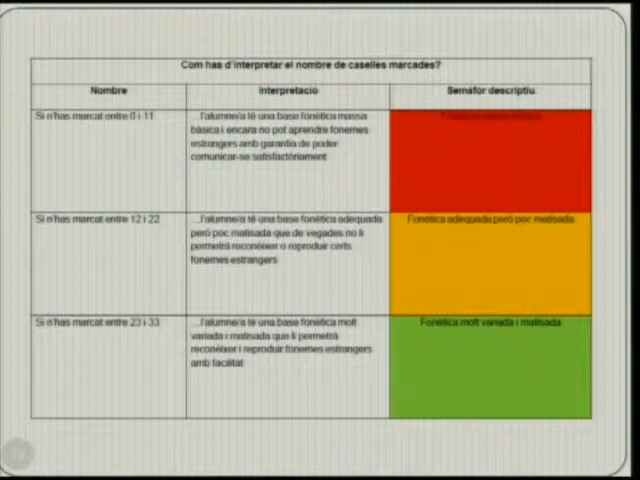 Com has d'interpretar el nombre de caselles marcades?
Nombre
Interpretació
Semàfor descriptiu
Si n'has marcat entre 0 i 11
...l'alumne/a té una base fonètica massa
bàsica i encara no pot aprendre fonemes
estrangers amb garantia de poder
comunicar-se satisfactòriament
Si n'has marcat entre 12 i 22
...l'alumne/a té una base fonètica adequada
però poc matisada que de vegades no li
permetrà reconèixer o reproduir certs
fonemes estrangers
Fonètica adequada però poc matisada
Si n'has marcat entre 23 i 33
...l'alumne/a té una base fonètica molt
variada i matisada que li permetrà
reconèixer i reproduir fonemes estrangers
amb facilitat
Fonètica molt variada i matisada